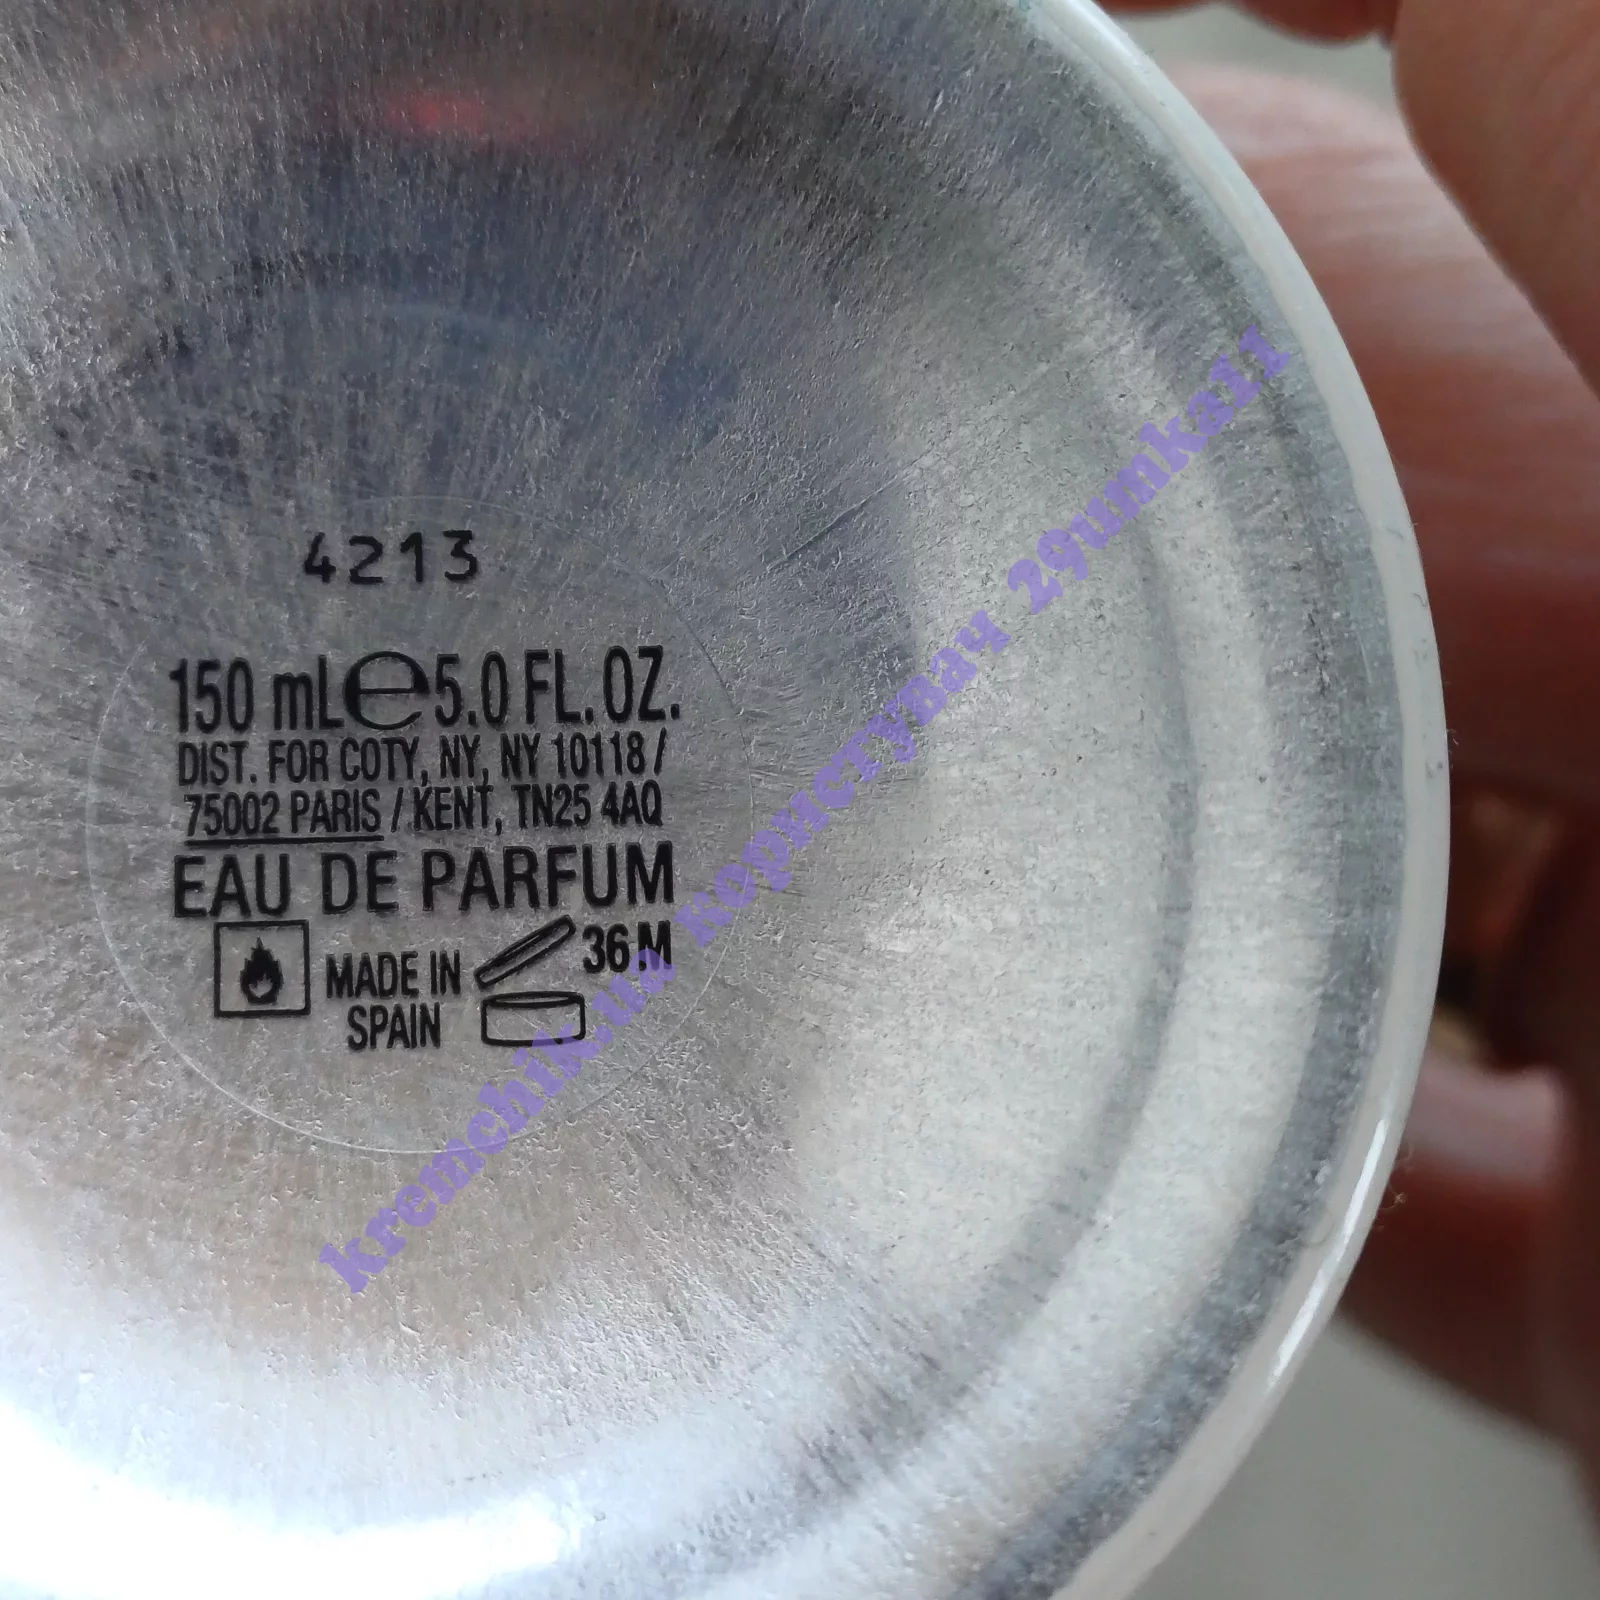 4213
150 mL ℮ 5.0 FL. OZ.
DIST. FOR COTY, NY, NY 10118 /
75002 PARIS / KENT, TN25 4AQ
EAU DE PARFUM
MADE IN
SPAIN
36 M
kremchik.ua користувач 29umka11